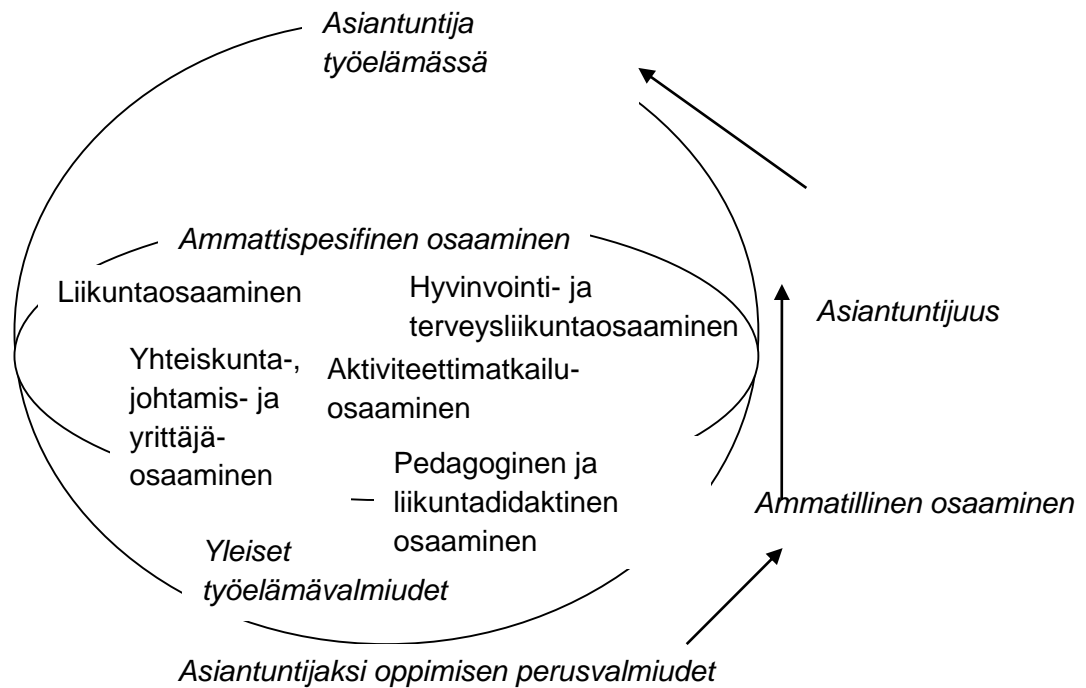 Asiantuntija
työelämässä
Ammattispesifinen osaaminen
Liikuntaosaaminen
Hyvinvointi- ja
terveysliikuntaosaaminen
Asiantuntijuus
Yhteiskunta-,
johtamis- ja
yrittäjä-
osaaminen
Aktiviteettimatkailu-
osaaminen
Pedagoginen ja
liikuntadidaktinen
osaaminen
Ammatillinen osaaminen
Yleiset
työelämävalmiudet
Asiantuntijaksi oppimisen perusvalmiudet